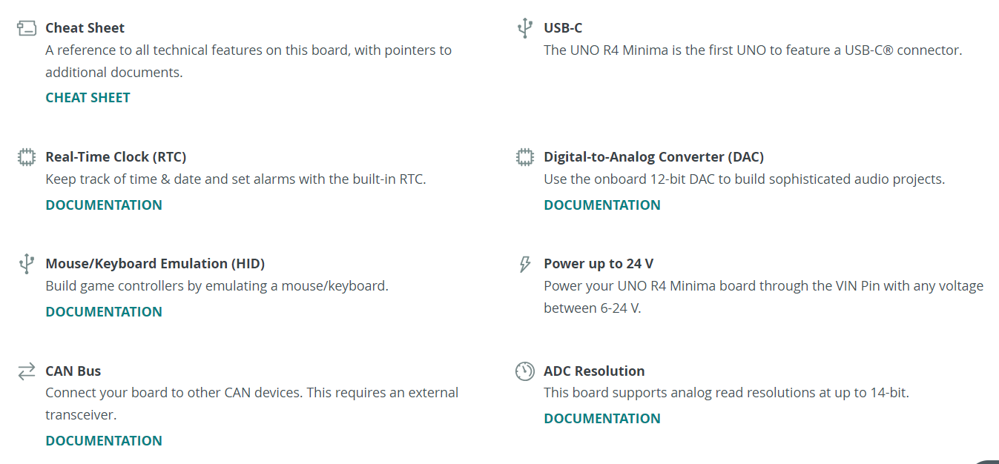 Cheat Sheet
A reference to all technical features on this board, with pointers to
additional documents.
CHEAT SHEET
USB-C
The UNO R4 Minima is the first UNO to feature a USB-C® connector.
Real-Time Clock (RTC)
Keep track of time & date and set alarms with the built-in RTC.
DOCUMENTATION
Digital-to-Analog Converter (DAC)
Use the onboard 12-bit DAC to build sophisticated audio projects.
DOCUMENTATION
Mouse/Keyboard Emulation (HID)
Build game controllers by emulating a mouse/keyboard.
DOCUMENTATION
Power up to 24 V
Power your UNO R4 Minima board through the VIN Pin with any voltage
between 6-24 V.
CAN Bus
Connect your board to other CAN devices. This requires an external
transceiver.
DOCUMENTATION
ADC Resolution
This board supports analog read resolutions at up to 14-bit.
DOCUMENTATION